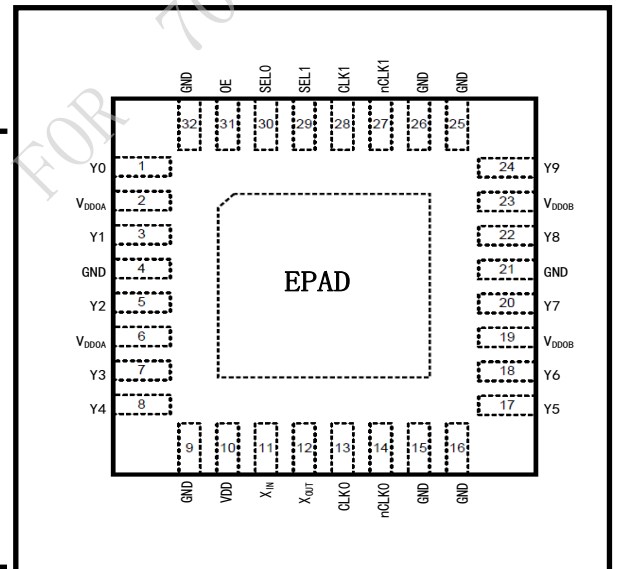 FOR 70
GND OE SEL0 SEL1 CLK1 nCLK1 GND GND
32 31 30 29 28 27 26 25
Y0 1 24 Y9
VDDOA 2 23 VDDOB
Y1 3 22 Y8
GND 4 21 GND
EPAD
Y2 5 20 Y7
VDDOA 6 19 VDDOB
Y3 7 18 Y6
Y4 8 17 Y5
9 10 11 12 13 14 15 16
GND VDD XIN XOUT CLK0 nCLK0 GND GND